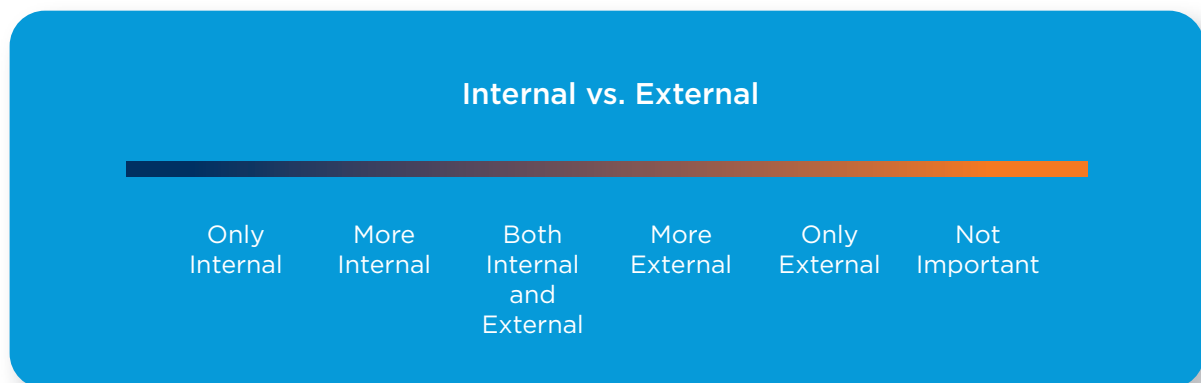 Internal vs. External
Only
Internal
More
Internal
Both
Internal
and
External
More
External
Only
External
Not
Important